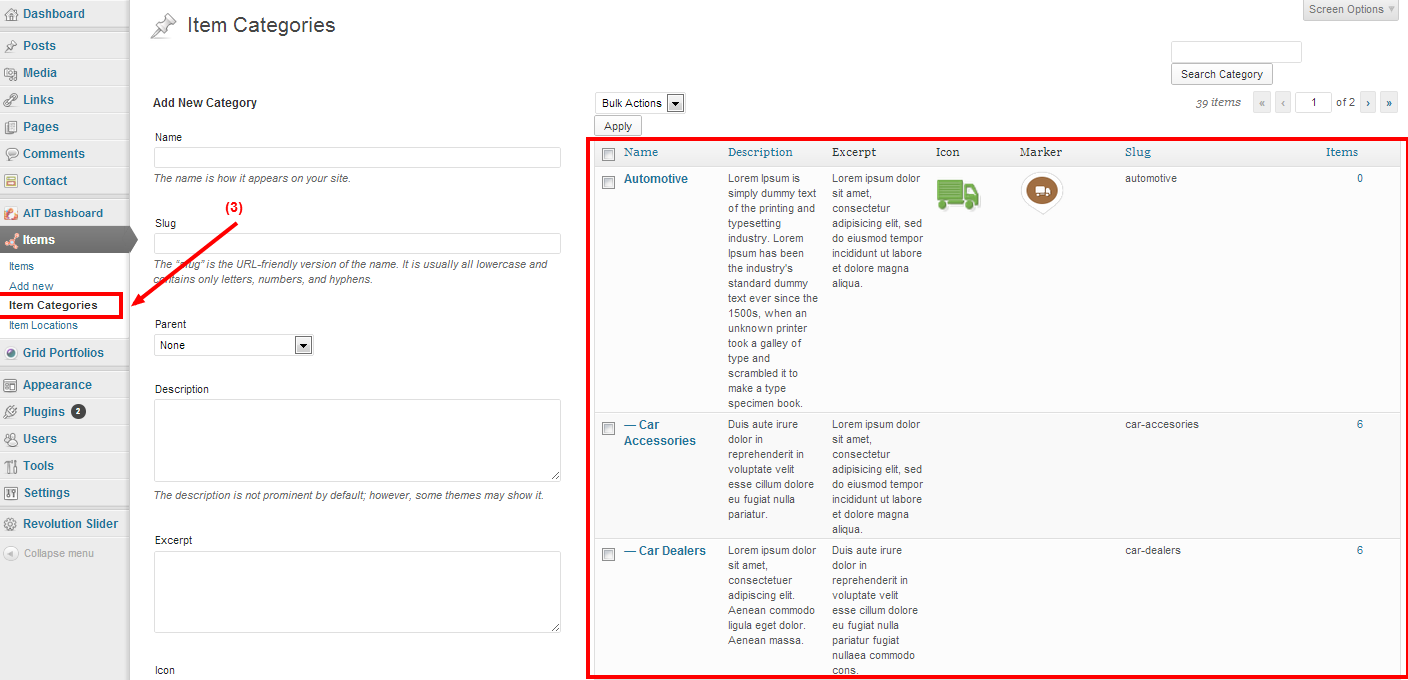 Dashboard
Posts
Media
Links
Pages
Comments
Contact
AIT Dashboard
Items
Items
Add new
Item Categories
Item Locations
Grid Portfolios
Appearance
Plugins 2
Users
Tools
Settings
Revolution Slider
Collapse menu
Item Categories
Screen Options
Search Category
Add New Category
Name
The name is how it appears on your site.
(3)
Slug
The “slug” is the URL-friendly version of the name. It is usually all lowercase and
contains only letters, numbers, and hyphens.
Parent
None
Description
The description is not prominent by default; however, some themes may show it.
Excerpt
Icon
Bulk Actions
Apply
39 items « ‹ 1 of 2 › »
Name Description Excerpt Icon Marker Slug Items
Automotive
Lorem Ipsum is
simply dummy text
of the printing and
typesetting
industry. Lorem
Ipsum has been
the industry's
standard dummy
text ever since the
1500s, when an
unknown printer
took a galley of
type and
scrambled it to
make a type
specimen book.
Lorem ipsum dolor
sit amet,
consectetur
adipisicing elit, sed
do eiusmod tempor
incididunt ut labore
et dolore magna
aliqua.
automotive
0
— Car
Accessories
Duis aute irure
dolor in
reprehenderit in
voluptate velit
esse cillum dolore
eu fugiat nulla
pariatur.
Lorem ipsum dolor
sit amet,
consectetur
adipisicing elit, sed
do eiusmod tempor
incididunt ut labore
et dolore magna
aliqua.
car-accesories
6
— Car Dealers
Lorem ipsum dolor
sit amet,
consectetuer
adipiscing elit.
Aenean commodo
ligula eget dolor.
Aenean massa.
Duis aute irure
dolor in
reprehenderit in
voluptate velit
esse cillum dolore
eu fugiat nulla
pariatur fugiat
nullaea commodo
cons.
car-dealers
6